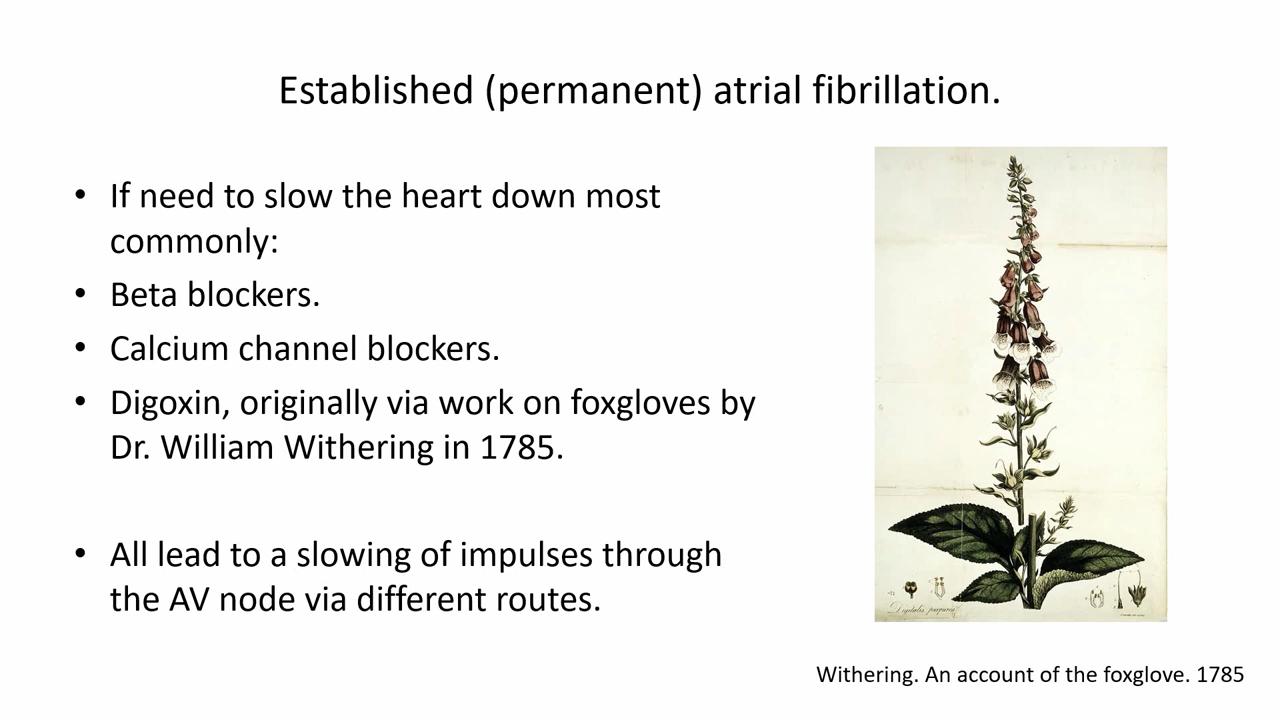 Established (permanent) atrial fibrillation.
• If need to slow the heart down most
commonly:
• Beta blockers.
• Calcium channel blockers.
• Digoxin, originally via work on foxgloves by
Dr. William Withering in 1785.
• All lead to a slowing of impulses through
the AV node via different routes.
Digitalis purpurea
Withering. An account of the foxglove. 1785